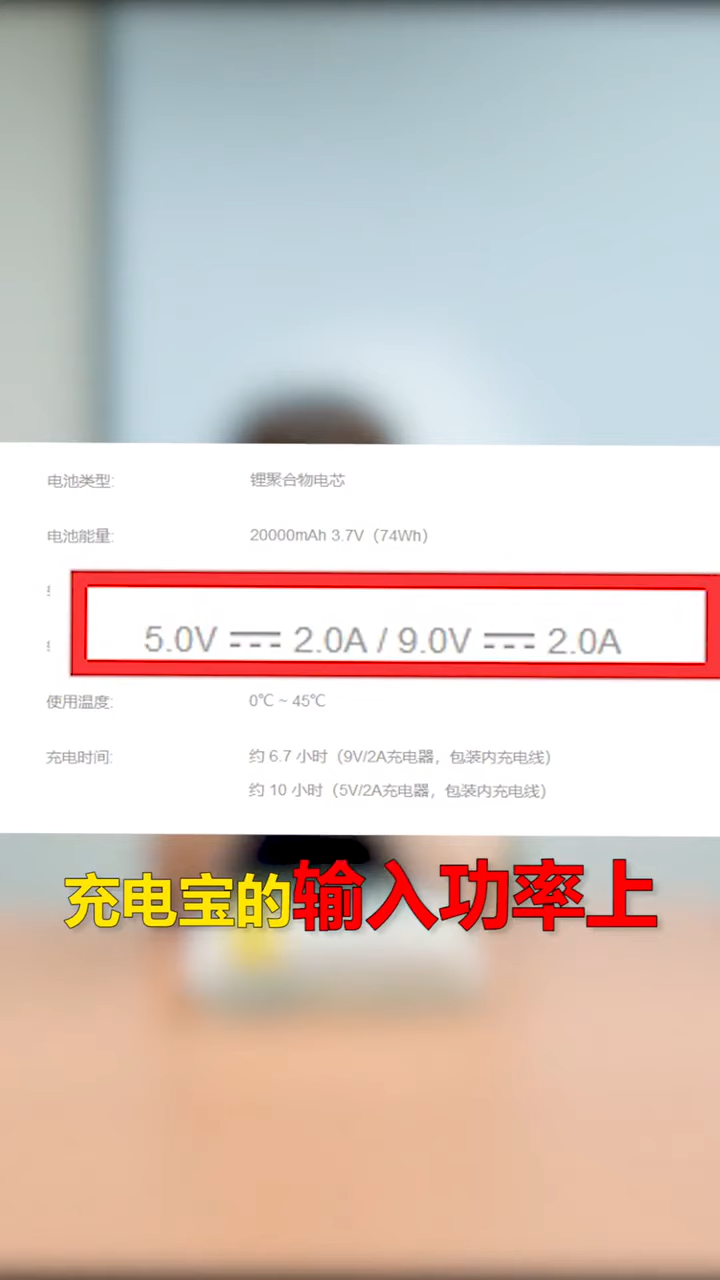 电池类型: 锂聚合物电芯
电池能量: 20000mAh 3.7V（74Wh）
5.0V ⎓ 2.0A / 9.0V ⎓ 2.0A
使用温度: 0℃ ~ 45℃
充电时间: 约 6.7 小时（9V/2A充电器，包装内充电线）
约 10 小时（5V/2A充电器，包装内充电线）
充电宝的输入功率上